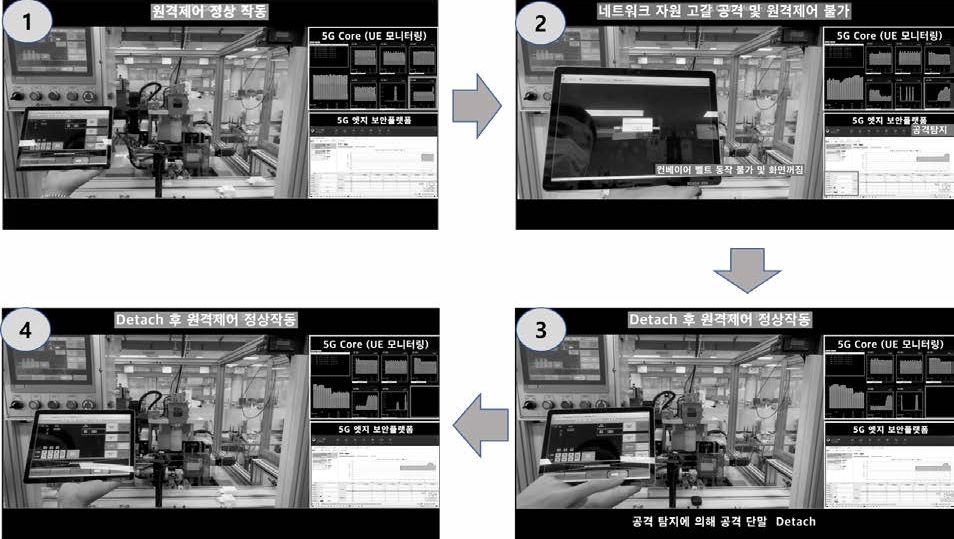 1
원격제어 정상 작동
5G Core (UE 모니터링)
5G 엣지 보안플랫폼
2
네트워크 자원 고갈 공격 및 원격제어 불가
5G Core (UE 모니터링)
5G 엣지 보안플랫폼
공격탐지
컨베이어 벨트 동작 불가 및 화면꺼짐
3
Detach 후 원격제어 정상작동
5G Core (UE 모니터링)
5G 엣지 보안플랫폼
공격 탐지에 의해 공격 단말 Detach
4
Detach 후 원격제어 정상작동
5G Core (UE 모니터링)
5G 엣지 보안플랫폼